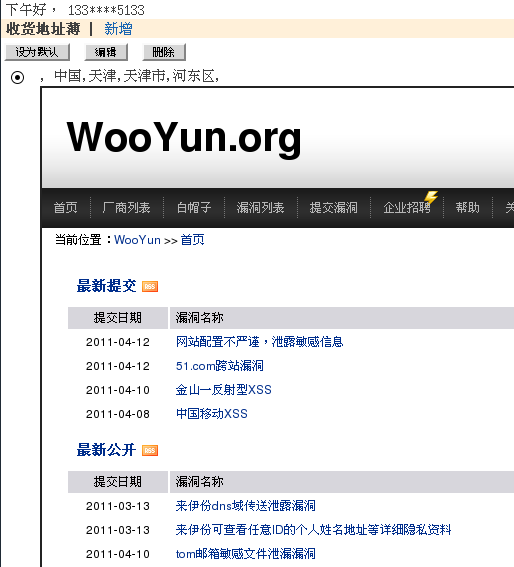 下午好， 133****5133
收货地址薄 | 新增
设为默认 编辑 删除
，中国,天津,天津市,河东区,
WooYun.org
首页 厂商列表 白帽子 漏洞列表 提交漏洞 企业招聘 帮助
当前位置：WooYun >> 首页
最新提交 RSS
提交日期 漏洞名称
2011-04-12 网站配置不严谨，泄露敏感信息
2011-04-12 51.com跨站漏洞
2011-04-10 金山一反射型XSS
2011-04-08 中国移动XSS
最新公开 RSS
提交日期 漏洞名称
2011-03-13 来伊份dns域传送泄露漏洞
2011-03-13 来伊份可查看任意ID的个人姓名地址等详细隐私资料
2011-04-10 tom邮箱敏感文件泄漏漏洞